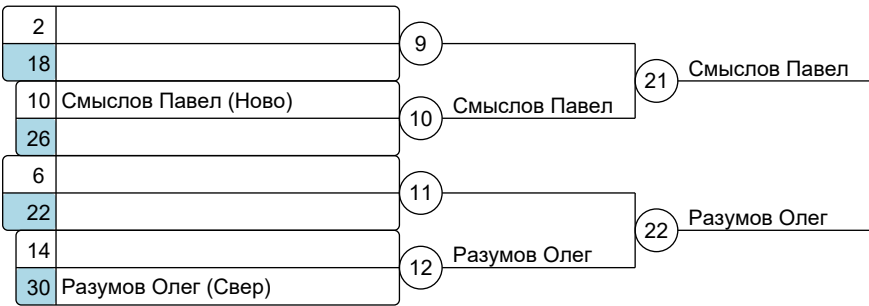 2
9
18
21 Смыслов Павел
10 Смыслов Павел (Ново)
10 Смыслов Павел
26
6
11
22
22 Разумов Олег
14
12 Разумов Олег
30 Разумов Олег (Свер)